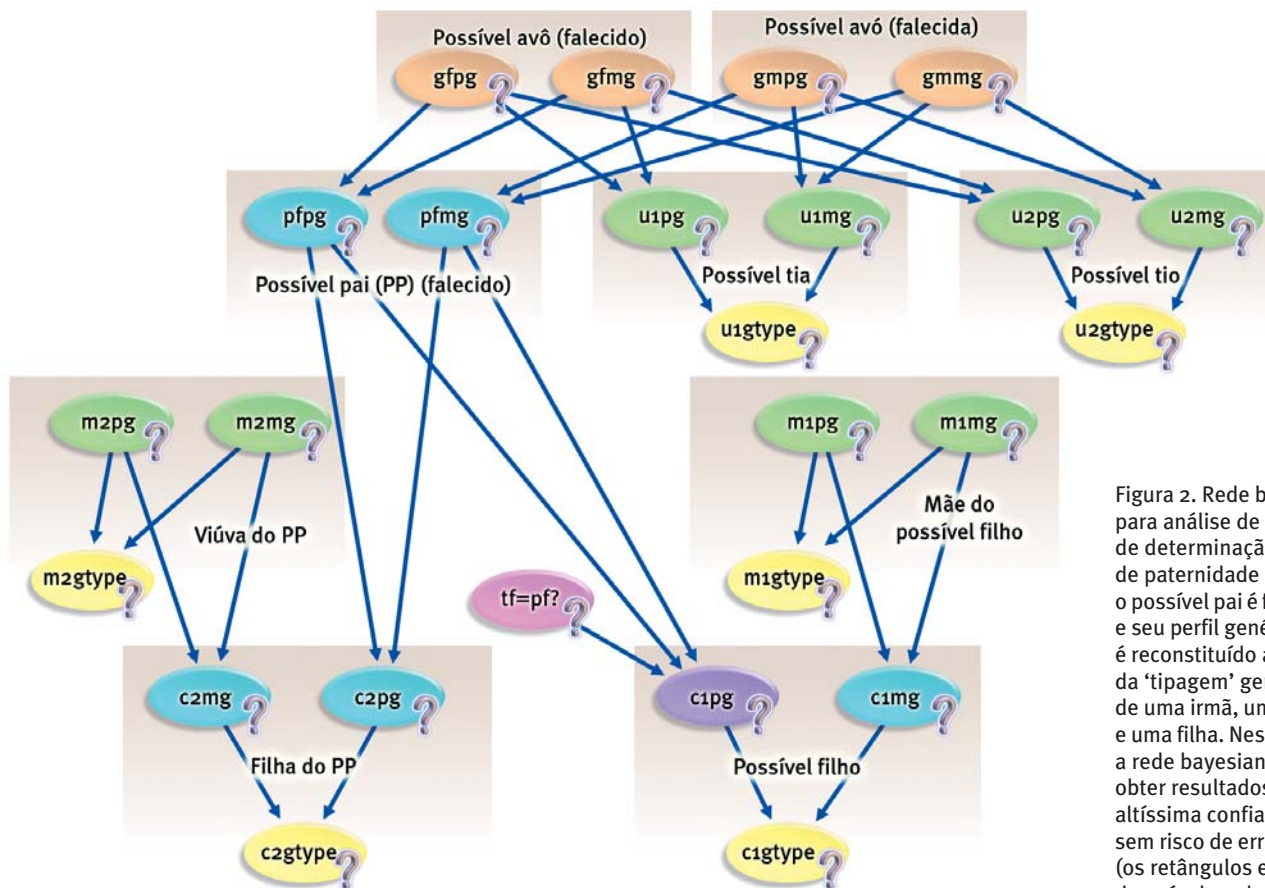 Possível avô (falecido)
Possível avó (falecida)
gfpg ?
gfmg ?
gmpg ?
gmmg ?
pfpg ?
pfmg ?
Possível pai (PP) (falecido)
u1pg ?
u1mg ?
Possível tia
u1gtype ?
u2pg ?
u2mg ?
Possível tio
u2gtype ?
m2pg ?
m2mg ?
Viúva do PP
m2gtype ?
m1pg ?
m1mg ?
Mãe do
possível filho
m1gtype ?
tf=pf? ?
c2mg ?
c2pg ?
Filha do PP
c2gtype ?
c1pg ?
c1mg ?
Possível filho
c1gtype ?
Figura 2. Rede b
para análise de
de determinação
de paternidade
o possível pai é f
e seu perfil gené
é reconstituído a
da ‘tipagem’ ger
de uma irmã, un
e uma filha. Nes
a rede bayesian
obter resultados
altíssima confia
sem risco de err
(os retângulos e